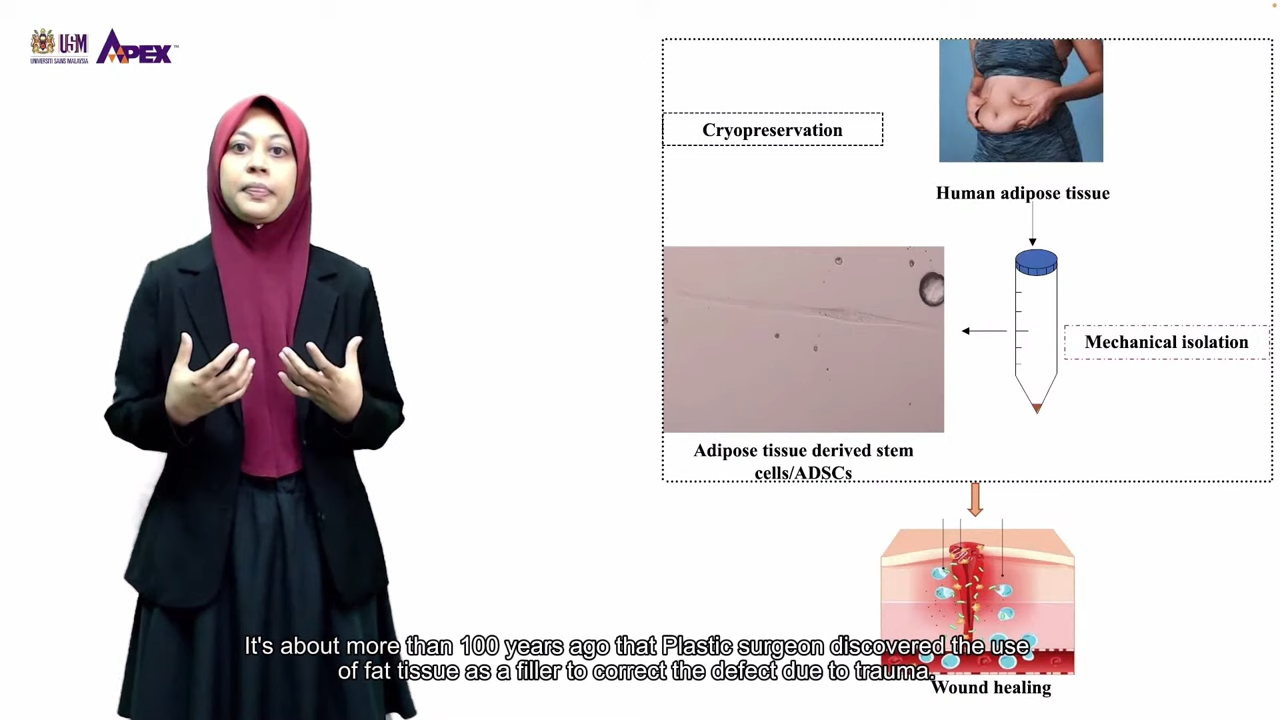 USM
UNIVERSITI SAINS MALAYSIA
APEX™
Cryopreservation
Human adipose tissue
Mechanical isolation
Adipose tissue derived stem
cells/ADSCs
It's about more than 100 years ago that Plastic surgeon discovered the use
of fat tissue as a filler to correct the defect due to trauma.
Wound healing